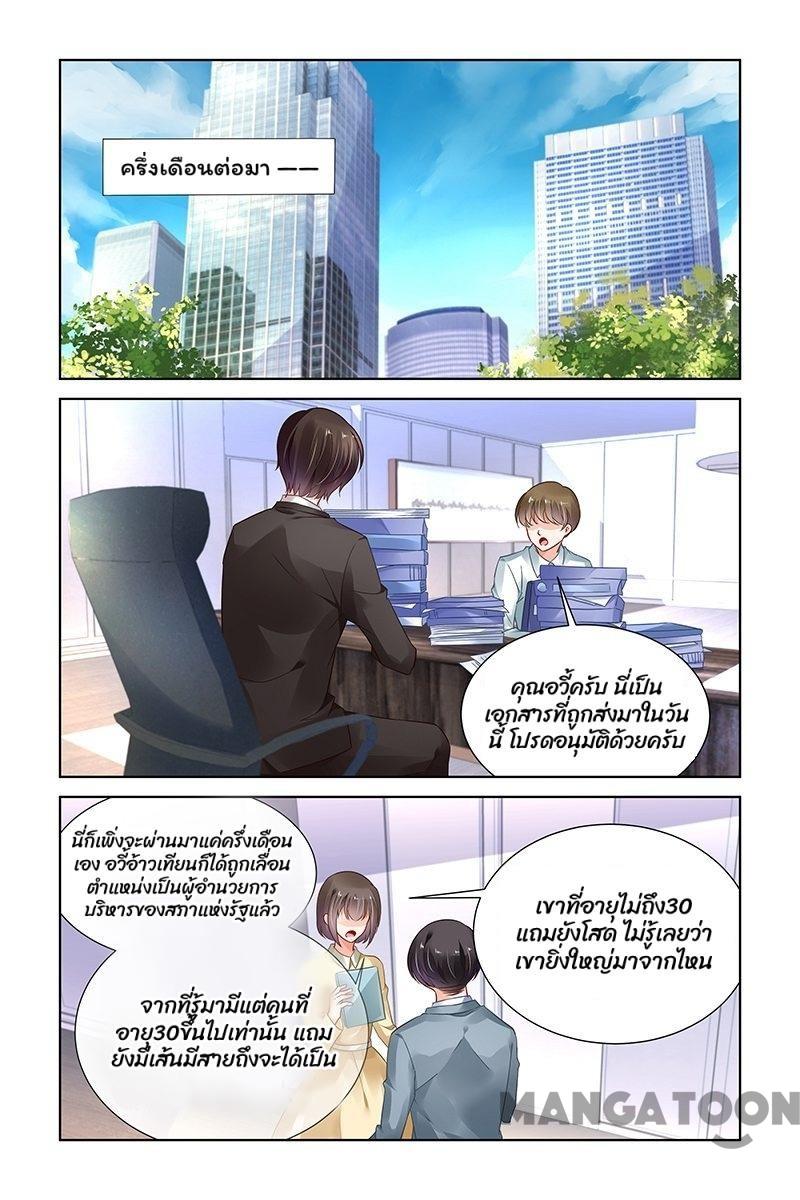 ครึ่งเดือนต่อมา ——
คุณอวี้ครับ นี่เป็น
เอกสารที่ถูกส่งมาในวัน
นี้ โปรดอนุมัติด้วยครับ
นี่ก็เพิ่งจะผ่านมาแค่ครึ่งเดือน
เอง อวี้อ้าวเทียนก็ได้ถูกเลื่อน
ตำแหน่งเป็นผู้อำนวยการ
บริหารของสภาแห่งรัฐแล้ว
จากที่รู้มามีแต่คนที่
อายุ30ขึ้นไปเท่านั้น แถม
ยังมีเส้นมีสายถึงจะได้เป็น
เขาที่อายุไม่ถึง30
แถมยังโสด ไม่รู้เลยว่า
เขายิ่งใหญ่มาจากไหน
MANGATOON